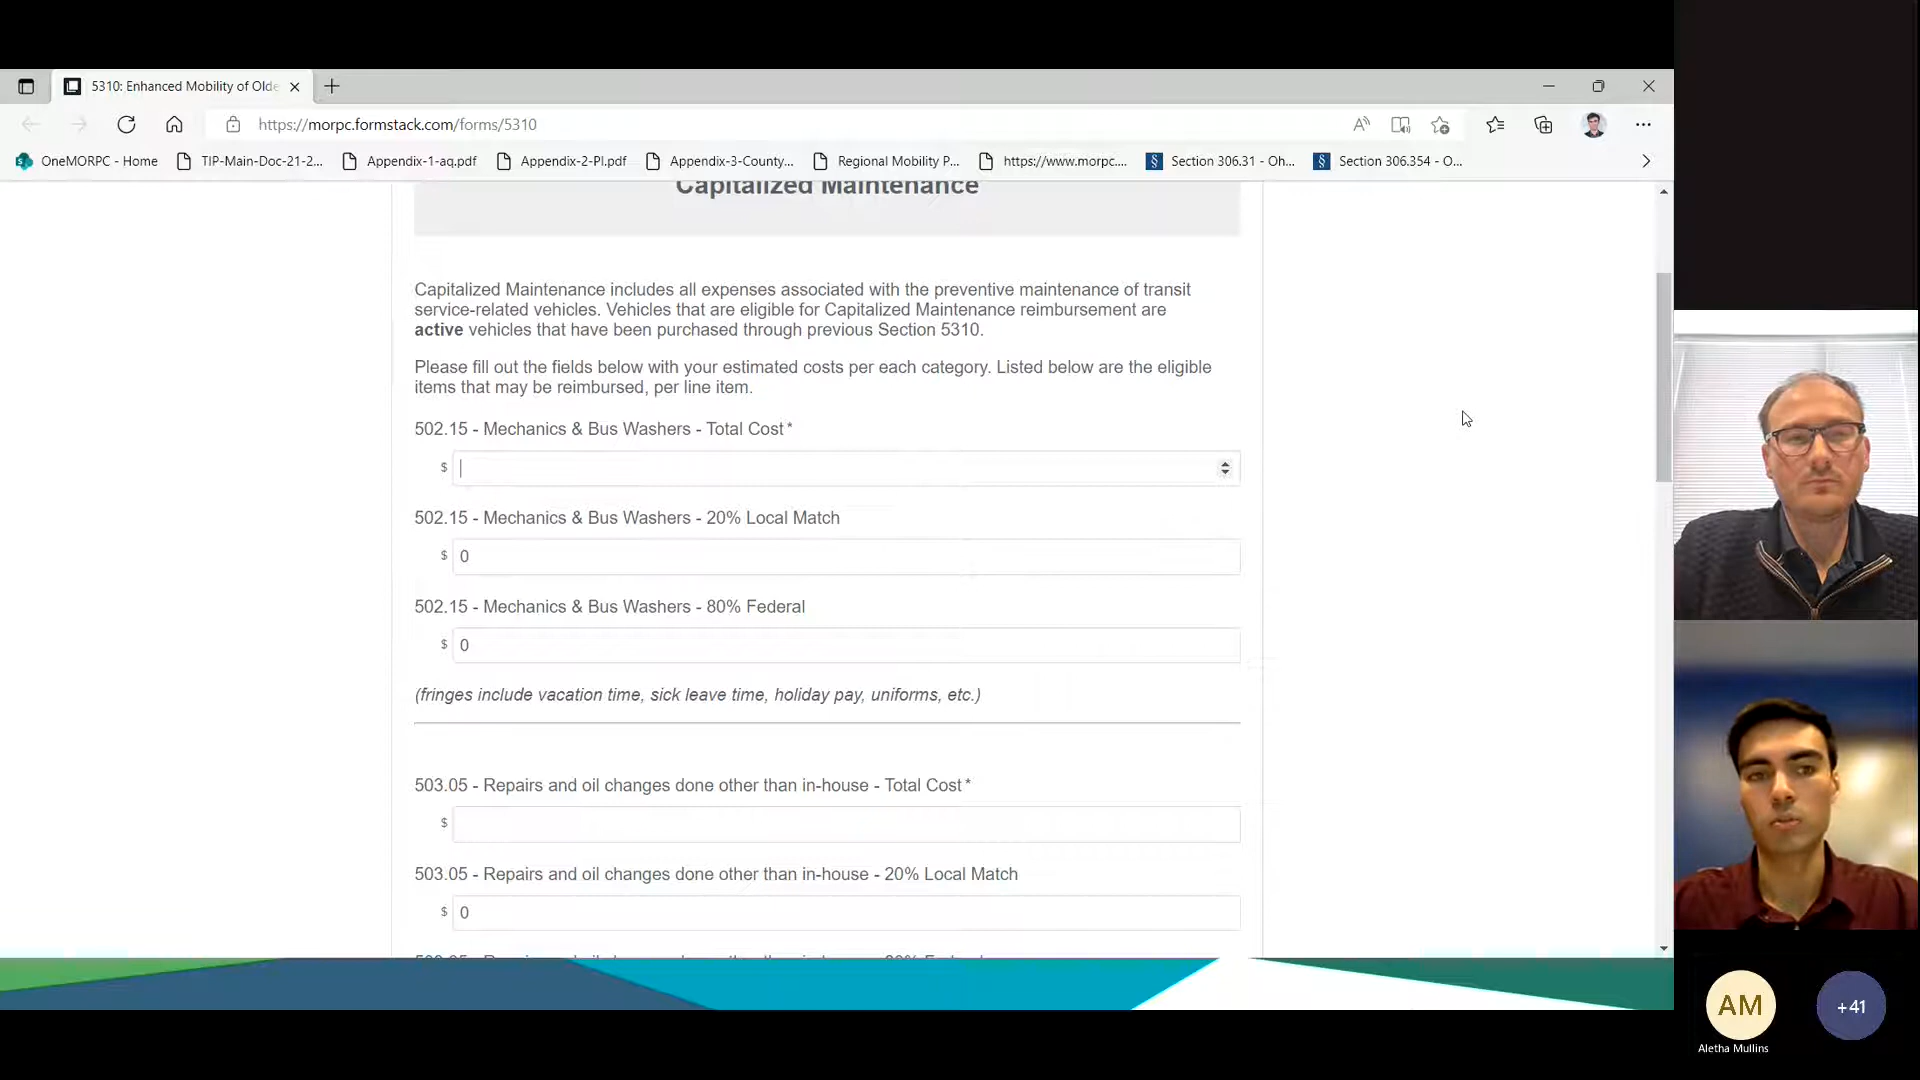 5310: Enhanced Mobility of Olde
https://morpc.formstack.com/forms/5310
OneMORPC - Home
TIP-Main-Doc-21-2...
Appendix-1-aq.pdf
Appendix-2-PI.pdf
Appendix-3-County...
Regional Mobility P...
https://www.morpc....
§ Section 306.31 - Oh...
§ Section 306.354 - O...
Capitalized Maintenance
Capitalized Maintenance includes all expenses associated with the preventive maintenance of transit
service-related vehicles. Vehicles that are eligible for Capitalized Maintenance reimbursement are
active vehicles that have been purchased through previous Section 5310.
Please fill out the fields below with your estimated costs per each category. Listed below are the eligible
items that may be reimbursed, per line item.
502.15 - Mechanics & Bus Washers - Total Cost*
$
502.15 - Mechanics & Bus Washers - 20% Local Match
$ 0
502.15 - Mechanics & Bus Washers - 80% Federal
$ 0
(fringes include vacation time, sick leave time, holiday pay, uniforms, etc.)
503.05 - Repairs and oil changes done other than in-house - Total Cost*
$
503.05 - Repairs and oil changes done other than in-house - 20% Local Match
$ 0
AM
Aletha Mullins
+41